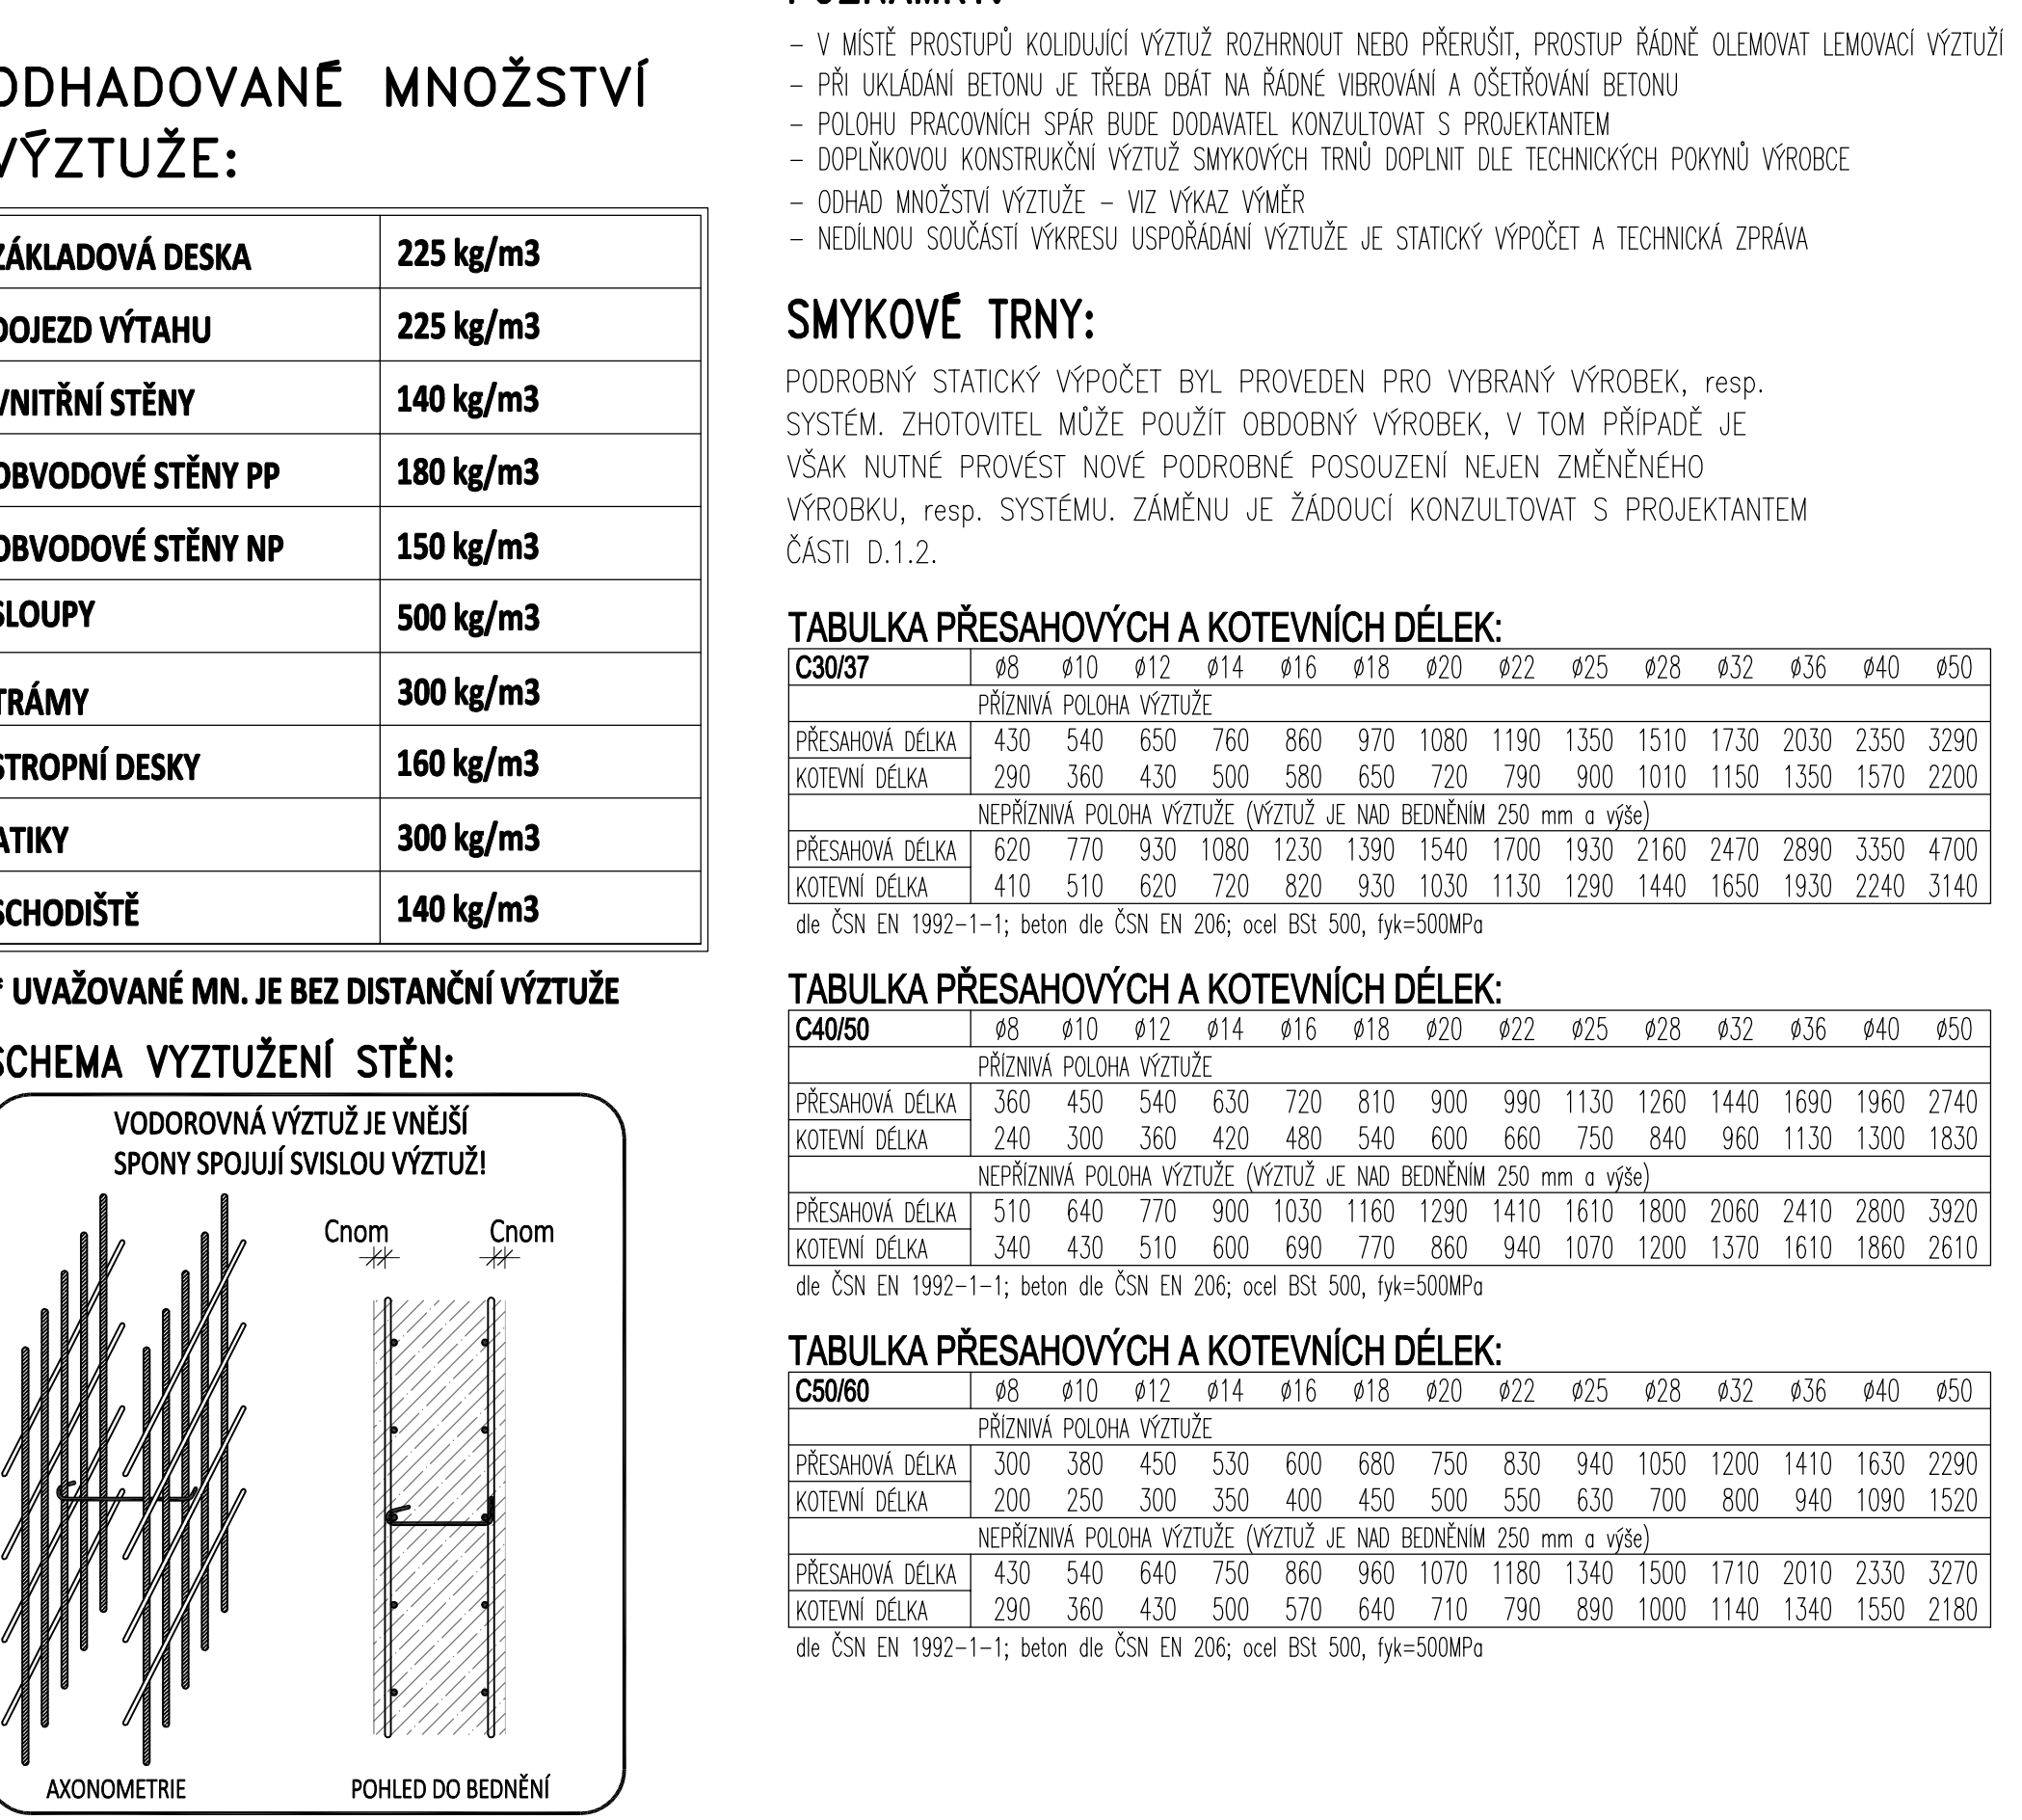 ODHADOVANÉ MNOŽSTVÍ
VÝZTUŽE:
ZÁKLADOVÁ DESKA 225 kg/m3
DOJEZD VÝTAHU 225 kg/m3
VNITŘNÍ STĚNY 140 kg/m3
OBVODOVÉ STĚNY PP 180 kg/m3
OBVODOVÉ STĚNY NP 150 kg/m3
SLOUPY 500 kg/m3
TRÁMY 300 kg/m3
STROPNÍ DESKY 160 kg/m3
ATIKY 300 kg/m3
SCHODIŠTĚ 140 kg/m3
* UVAŽOVANÉ MN. JE BEZ DISTANČNÍ VÝZTUŽE
SCHEMA VYZTUŽENÍ STĚN:
VODOROVNÁ VÝZTUŽ JE VNĚJŠÍ
SPONY SPOJUJÍ SVISLOU VÝZTUŽ!
Cnom Cnom
AXONOMETRIE POHLED DO BEDNĚNÍ
POZNÁMKY:
– V MÍSTĚ PROSTUPŮ KOLIDUJÍCÍ VÝZTUŽ ROZHRNOUT NEBO PŘERUŠIT, PROSTUP ŘÁDNĚ OLEMOVAT LEMOVACÍ VÝZTUŽÍ
– PŘI UKLÁDÁNÍ BETONU JE TŘEBA DBÁT NA ŘÁDNÉ VIBROVÁNÍ A OŠETŘOVÁNÍ BETONU
– POLOHU PRACOVNÍCH SPÁR BUDE DODAVATEL KONZULTOVAT S PROJEKTANTEM
– DOPLŇKOVOU KONSTRUKČNÍ VÝZTUŽ SMYKOVÝCH TRNŮ DOPLNIT DLE TECHNICKÝCH POKYNŮ VÝROBCE
– ODHAD MNOŽSTVÍ VÝZTUŽE – VIZ VÝKAZ VÝMĚR
– NEDÍLNOU SOUČÁSTÍ VÝKRESU USPOŘÁDÁNÍ VÝZTUŽE JE STATICKÝ VÝPOČET A TECHNICKÁ ZPRÁVA
SMYKOVÉ TRNY:
PODROBNÝ STATICKÝ VÝPOČET BYL PROVEDEN PRO VYBRANÝ VÝROBEK, resp.
SYSTÉM. ZHOTOVITEL MŮŽE POUŽÍT OBDOBNÝ VÝROBEK, V TOM PŘÍPADĚ JE
VŠAK NUTNÉ PROVÉST NOVÉ PODROBNÉ POSOUZENÍ NEJEN ZMĚNĚNÉHO
VÝROBKU, resp. SYSTÉMU. ZÁMĚNU JE ŽÁDOUCÍ KONZULTOVAT S PROJEKTANTEM
ČÁSTI D.1.2.
TABULKA PŘESAHOVÝCH A KOTEVNÍCH DÉLEK:
C30/37 ø8 ø10 ø12 ø14 ø16 ø18 ø20 ø22 ø25 ø28 ø32 ø36 ø40 ø50
PŘÍZNIVÁ POLOHA VÝZTUŽE
PŘESAHOVÁ DÉLKA 430 540 650 760 860 970 1080 1190 1350 1510 1730 2030 2350 3290
KOTEVNÍ DÉLKA 290 360 430 500 580 650 720 790 900 1010 1150 1350 1570 2200
NEPŘÍZNIVÁ POLOHA VÝZTUŽE (VÝZTUŽ JE NAD BEDNĚNÍM 250 mm a výše)
PŘESAHOVÁ DÉLKA 620 770 930 1080 1230 1390 1540 1700 1930 2160 2470 2890 3350 4700
KOTEVNÍ DÉLKA 410 510 620 720 820 930 1030 1130 1290 1440 1650 1930 2240 3140
dle ČSN EN 1992–1–1; beton dle ČSN EN 206; ocel BSt 500, fyk=500MPa
TABULKA PŘESAHOVÝCH A KOTEVNÍCH DÉLEK:
C40/50 ø8 ø10 ø12 ø14 ø16 ø18 ø20 ø22 ø25 ø28 ø32 ø36 ø40 ø50
PŘÍZNIVÁ POLOHA VÝZTUŽE
PŘESAHOVÁ DÉLKA 360 450 540 630 720 810 900 990 1130 1260 1440 1690 1960 2740
KOTEVNÍ DÉLKA 240 300 360 420 480 540 600 660 750 840 960 1130 1300 1830
NEPŘÍZNIVÁ POLOHA VÝZTUŽE (VÝZTUŽ JE NAD BEDNĚNÍM 250 mm a výše)
PŘESAHOVÁ DÉLKA 510 640 770 900 1030 1160 1290 1410 1610 1800 2060 2410 2800 3920
KOTEVNÍ DÉLKA 340 430 510 600 690 770 860 940 1070 1200 1370 1610 1860 2610
dle ČSN EN 1992–1–1; beton dle ČSN EN 206; ocel BSt 500, fyk=500MPa
TABULKA PŘESAHOVÝCH A KOTEVNÍCH DÉLEK:
C50/60 ø8 ø10 ø12 ø14 ø16 ø18 ø20 ø22 ø25 ø28 ø32 ø36 ø40 ø50
PŘÍZNIVÁ POLOHA VÝZTUŽE
PŘESAHOVÁ DÉLKA 300 380 450 530 600 680 750 830 940 1050 1200 1410 1630 2290
KOTEVNÍ DÉLKA 200 250 300 350 400 450 500 550 630 700 800 940 1090 1520
NEPŘÍZNIVÁ POLOHA VÝZTUŽE (VÝZTUŽ JE NAD BEDNĚNÍM 250 mm a výše)
PŘESAHOVÁ DÉLKA 430 540 640 750 860 960 1070 1180 1340 1500 1710 2010 2330 3270
KOTEVNÍ DÉLKA 290 360 430 500 570 640 710 790 890 1000 1140 1340 1550 2180
dle ČSN EN 1992–1–1; beton dle ČSN EN 206; ocel BSt 500, fyk=500MPa